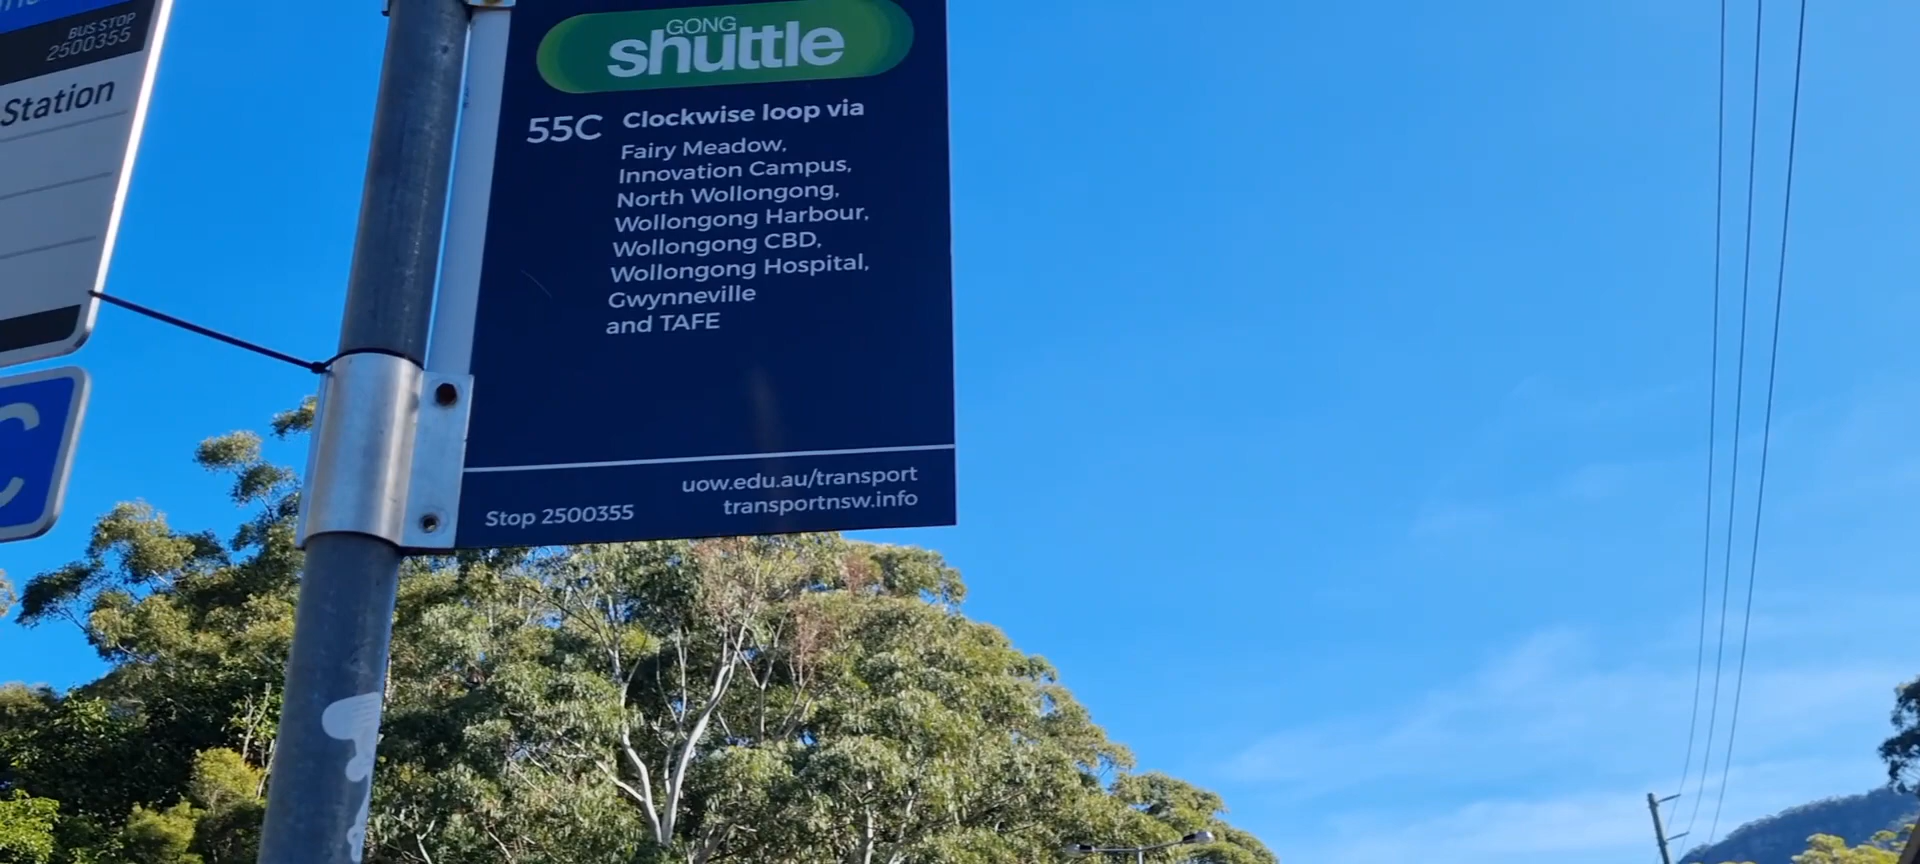 BUS STOP
2500355
Station
GONG
shuttle
55C Clockwise loop via
Fairy Meadow,
Innovation Campus,
North Wollongong,
Wollongong Harbour,
Wollongong CBD,
Wollongong Hospital,
Gwynneville
and TAFE
uow.edu.au/transport
transportnsw.info
Stop 2500355